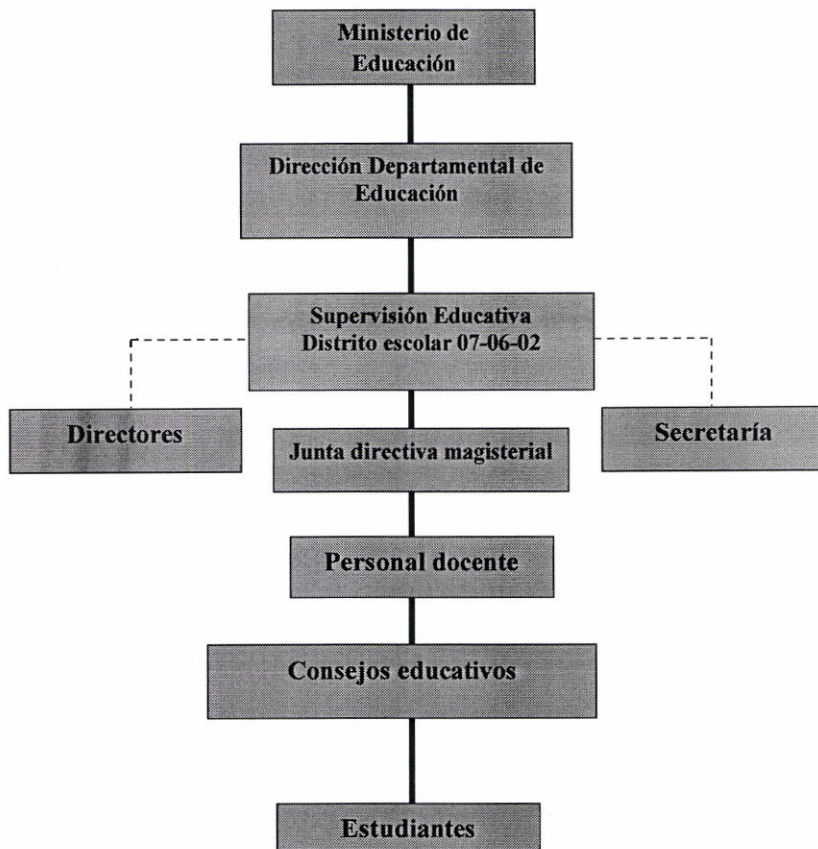 Ministerio de
Educación
Dirección Departamental de
Educación
Supervisión Educativa
Distrito escolar 07-06-02
Directores
Junta directiva magisterial
Secretaría
Personal docente
Consejos educativos
Estudiantes